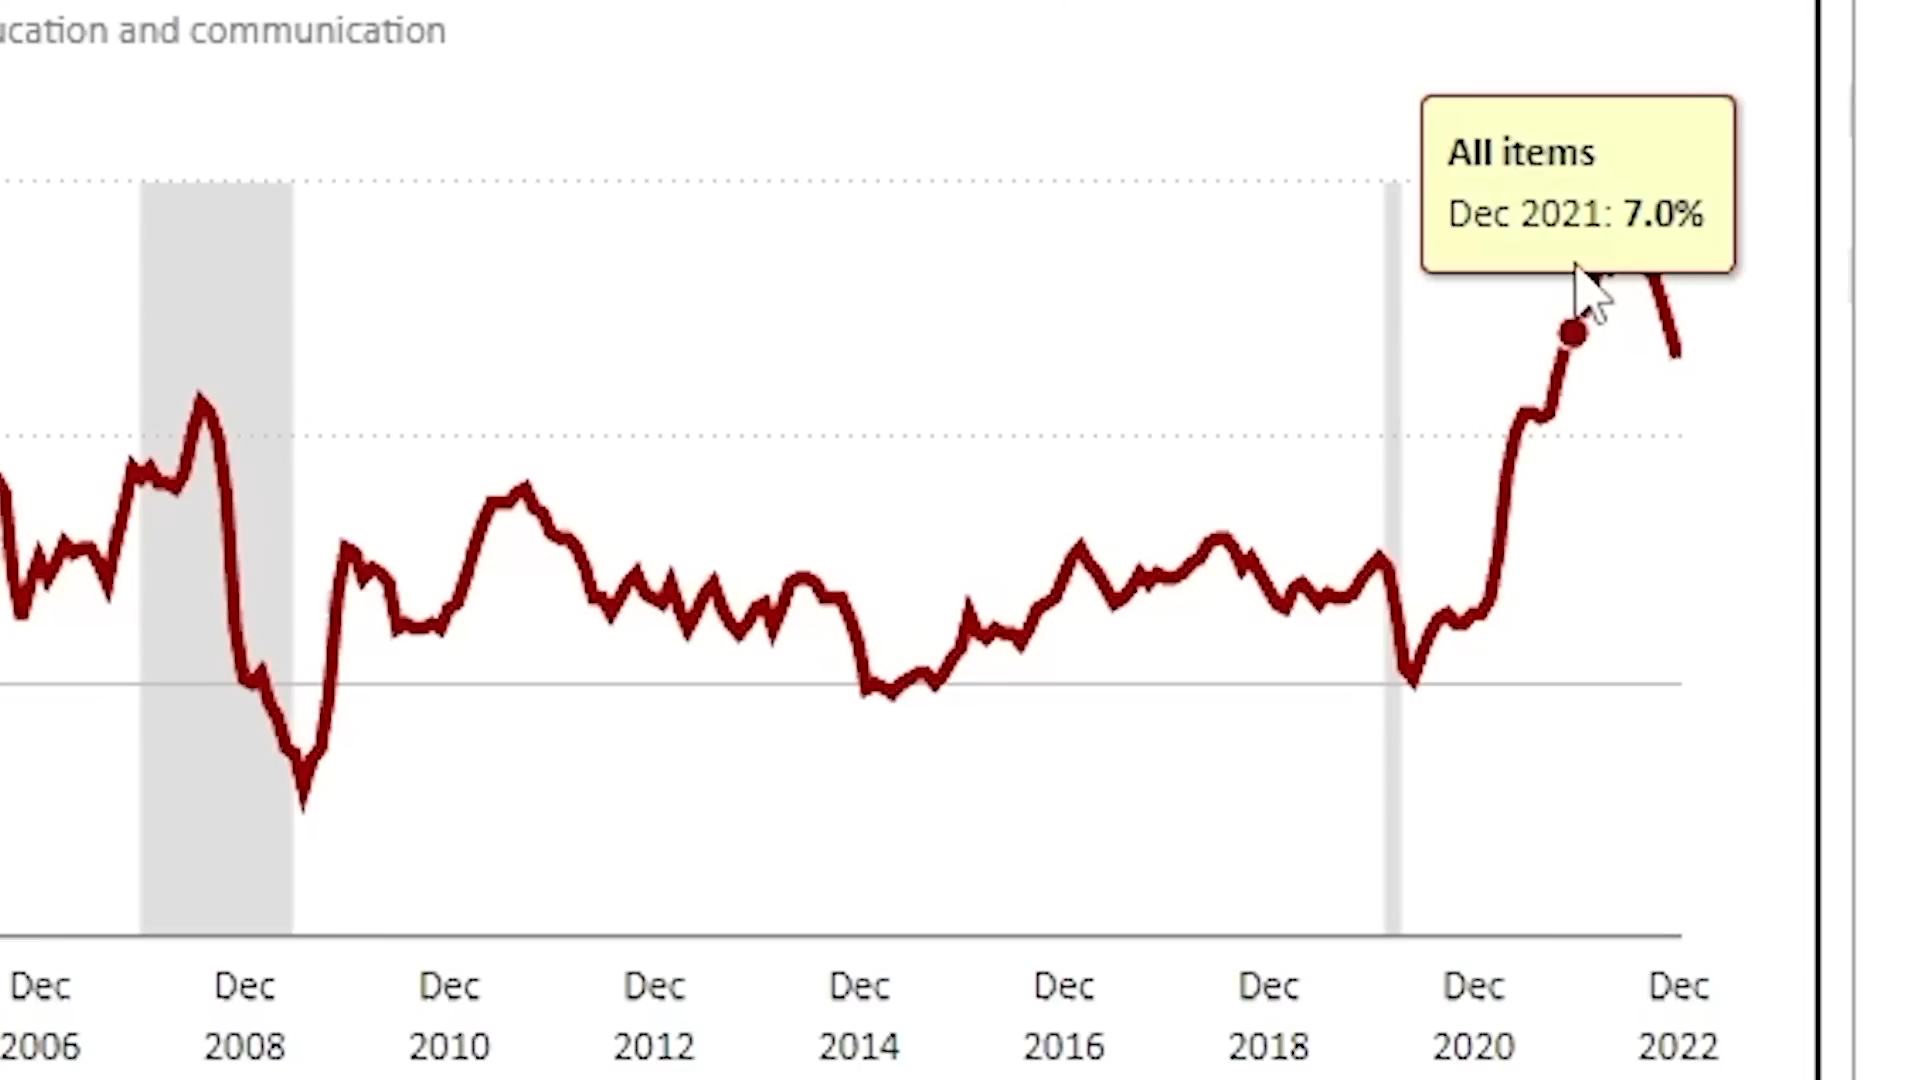 and communication
All items
Dec 2021: 7.0%
Dec Dec Dec Dec Dec Dec Dec Dec Dec
2006 2008 2010 2012 2014 2016 2018 2020 2022